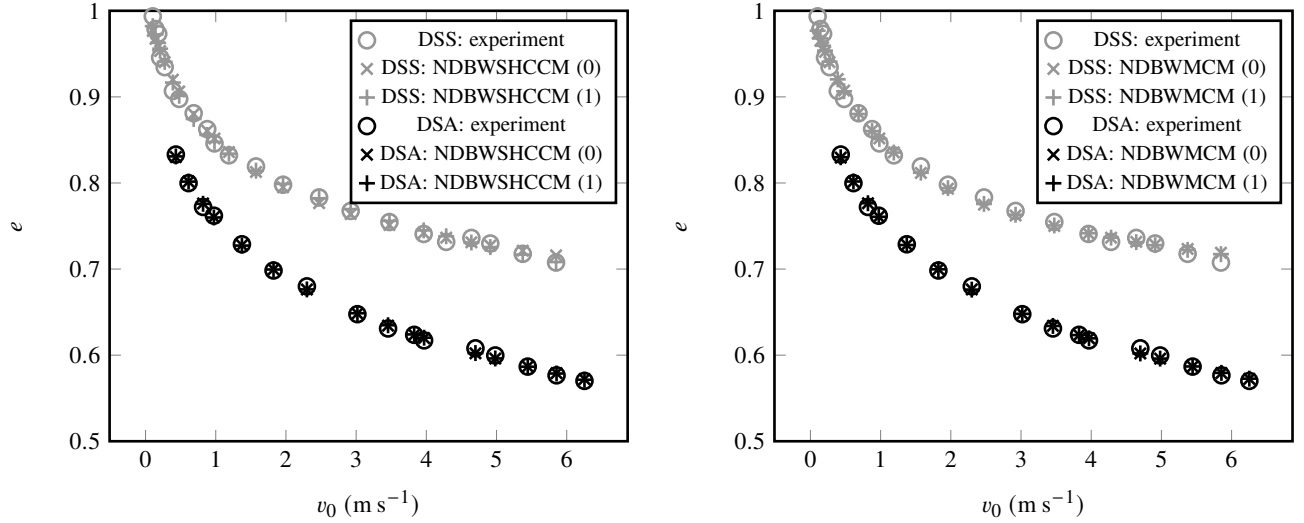 1
0.9
0.8
0.7
0.6
0.5
e
0 1 2 3 4 5 6
v₀ (m s⁻¹)
DSS: experiment
DSS: NDBWSHCCM (0)
DSS: NDBWSHCCM (1)
DSA: experiment
DSA: NDBWSHCCM (0)
DSA: NDBWSHCCM (1)
1
0.9
0.8
0.7
0.6
0.5
e
0 1 2 3 4 5 6
v₀ (m s⁻¹)
DSS: experiment
DSS: NDBWMCM (0)
DSS: NDBWMCM (1)
DSA: experiment
DSA: NDBWMCM (0)
DSA: NDBWMCM (1)